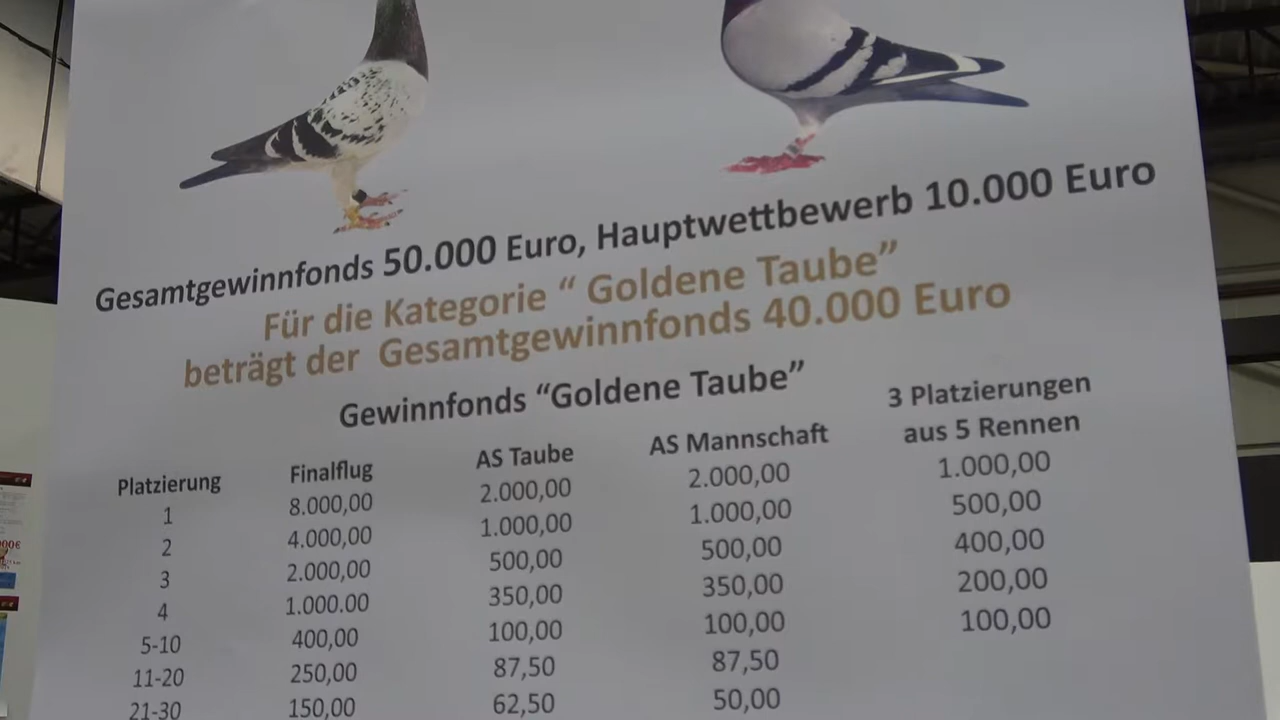 Gesamtgewinnfonds 50.000 Euro, Hauptwettbewerb 10.000 Euro
Für die Kategorie “ Goldene Taube”
beträgt der Gesamtgewinnfonds 40.000 Euro
Gewinnfonds “Goldene Taube”
Platzierung Finalflug AS Taube AS Mannschaft 3 Platzierungen aus 5 Rennen
1 8.000,00 2.000,00 2.000,00 1.000,00
2 4.000,00 1.000,00 1.000,00 500,00
3 2.000,00 500,00 500,00 400,00
4 1.000.00 350,00 350,00 200,00
5-10 400,00 100,00 100,00 100,00
11-20 250,00 87,50 87,50
21-30 150,00 62,50 50,00